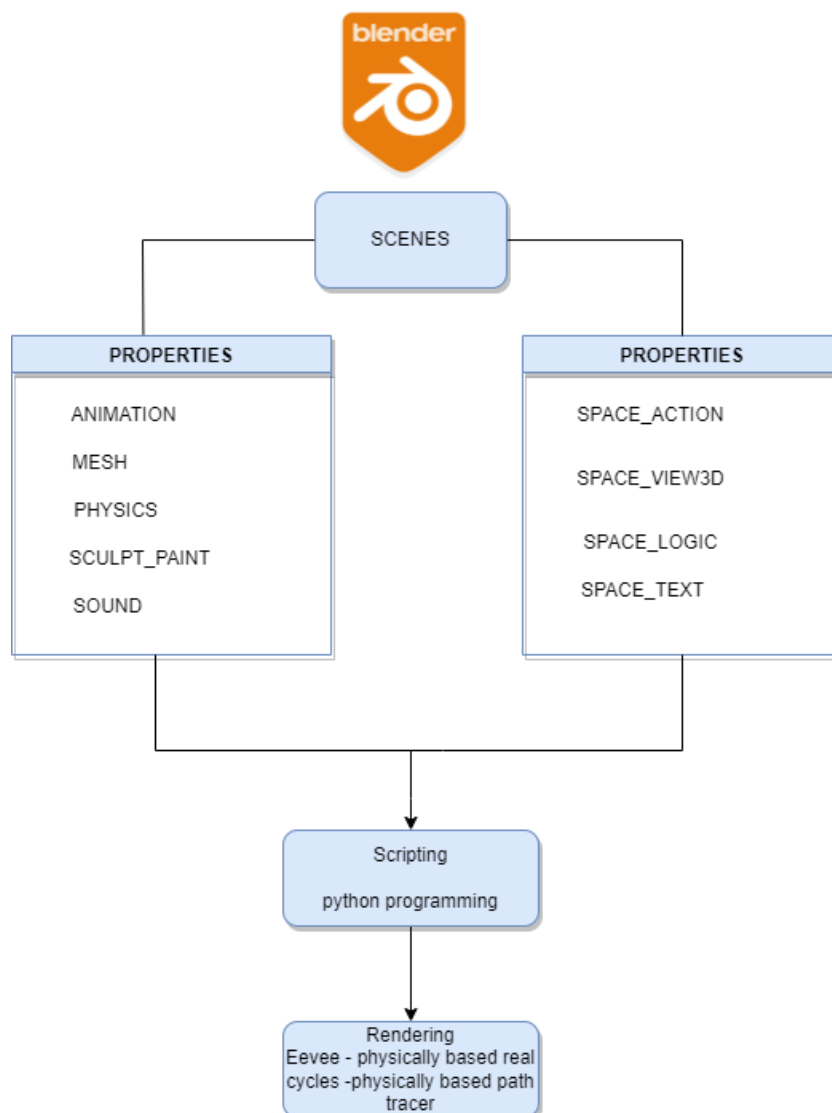 blender
SCENES
PROPERTIES
ANIMATION
MESH
PHYSICS
SCULPT_PAINT
SOUND
PROPERTIES
SPACE_ACTION
SPACE_VIEW3D
SPACE_LOGIC
SPACE_TEXT
Scripting
python programming
Rendering
Eevee - physically based real
cycles -physically based path
tracer